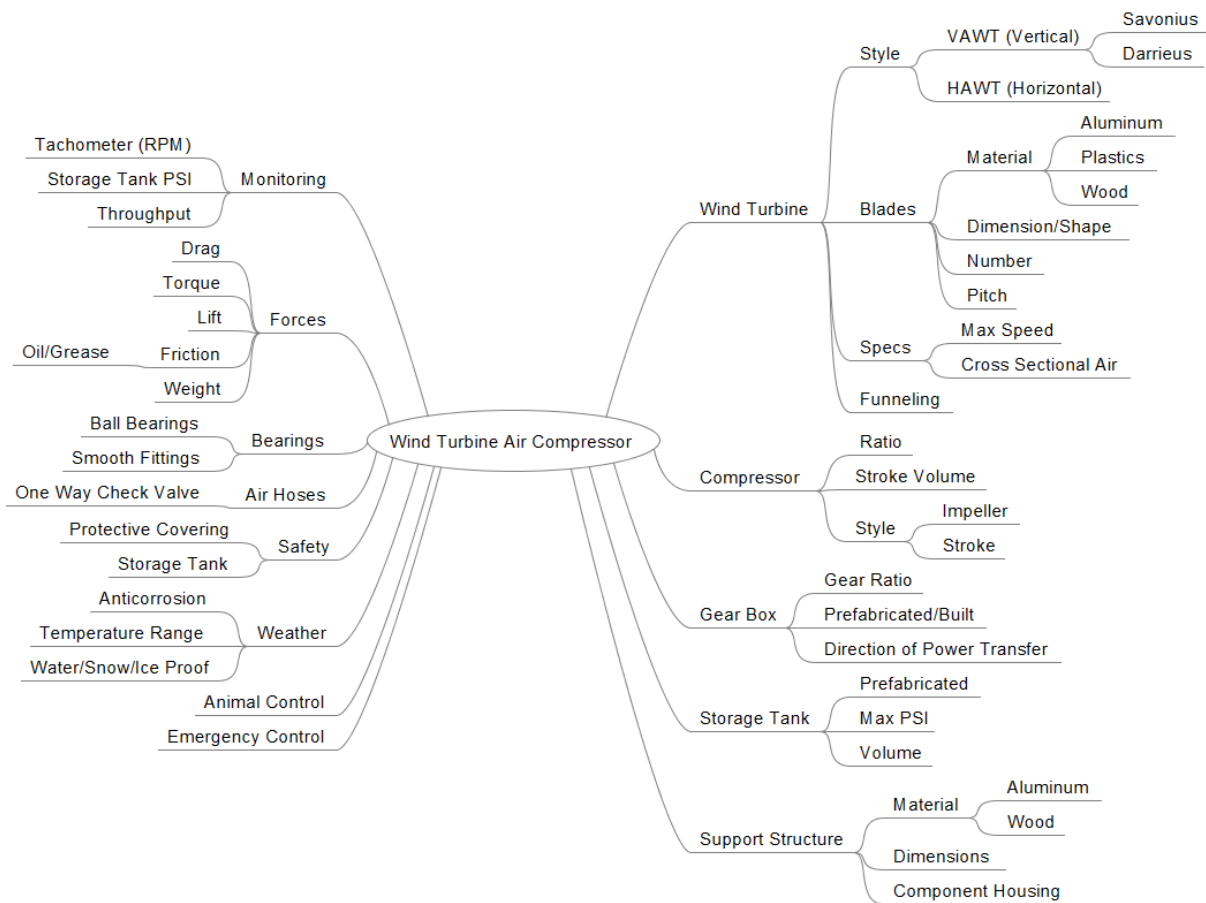 Wind Turbine Air Compressor
Monitoring
Tachometer (RPM)
Storage Tank PSI
Throughput
Forces
Drag
Torque
Lift
Friction
Oil/Grease
Weight
Bearings
Ball Bearings
Smooth Fittings
Air Hoses
One Way Check Valve
Safety
Protective Covering
Storage Tank
Weather
Anticorrosion
Temperature Range
Water/Snow/Ice Proof
Animal Control
Emergency Control
Wind Turbine
Style
VAWT (Vertical)
Savonius
Darrieus
HAWT (Horizontal)
Blades
Material
Aluminum
Plastics
Wood
Dimension/Shape
Number
Pitch
Specs
Max Speed
Cross Sectional Air
Funneling
Compressor
Ratio
Stroke Volume
Style
Impeller
Stroke
Gear Box
Gear Ratio
Prefabricated/Built
Direction of Power Transfer
Storage Tank
Prefabricated
Max PSI
Volume
Support Structure
Material
Aluminum
Wood
Dimensions
Component Housing